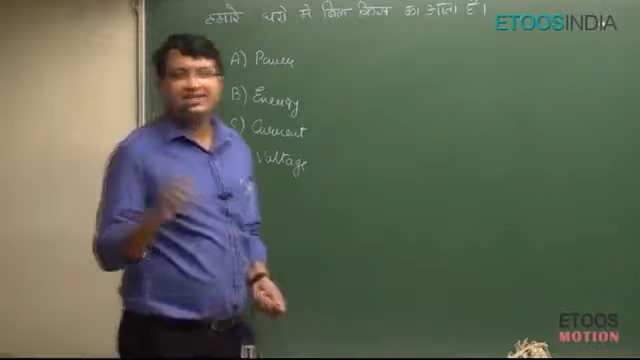 हमारे घरो मे बिल किस का आता है।
ETOOSINDIA
A) Power
B) Energy
C) Current
Voltage
ETOOS
MOTION